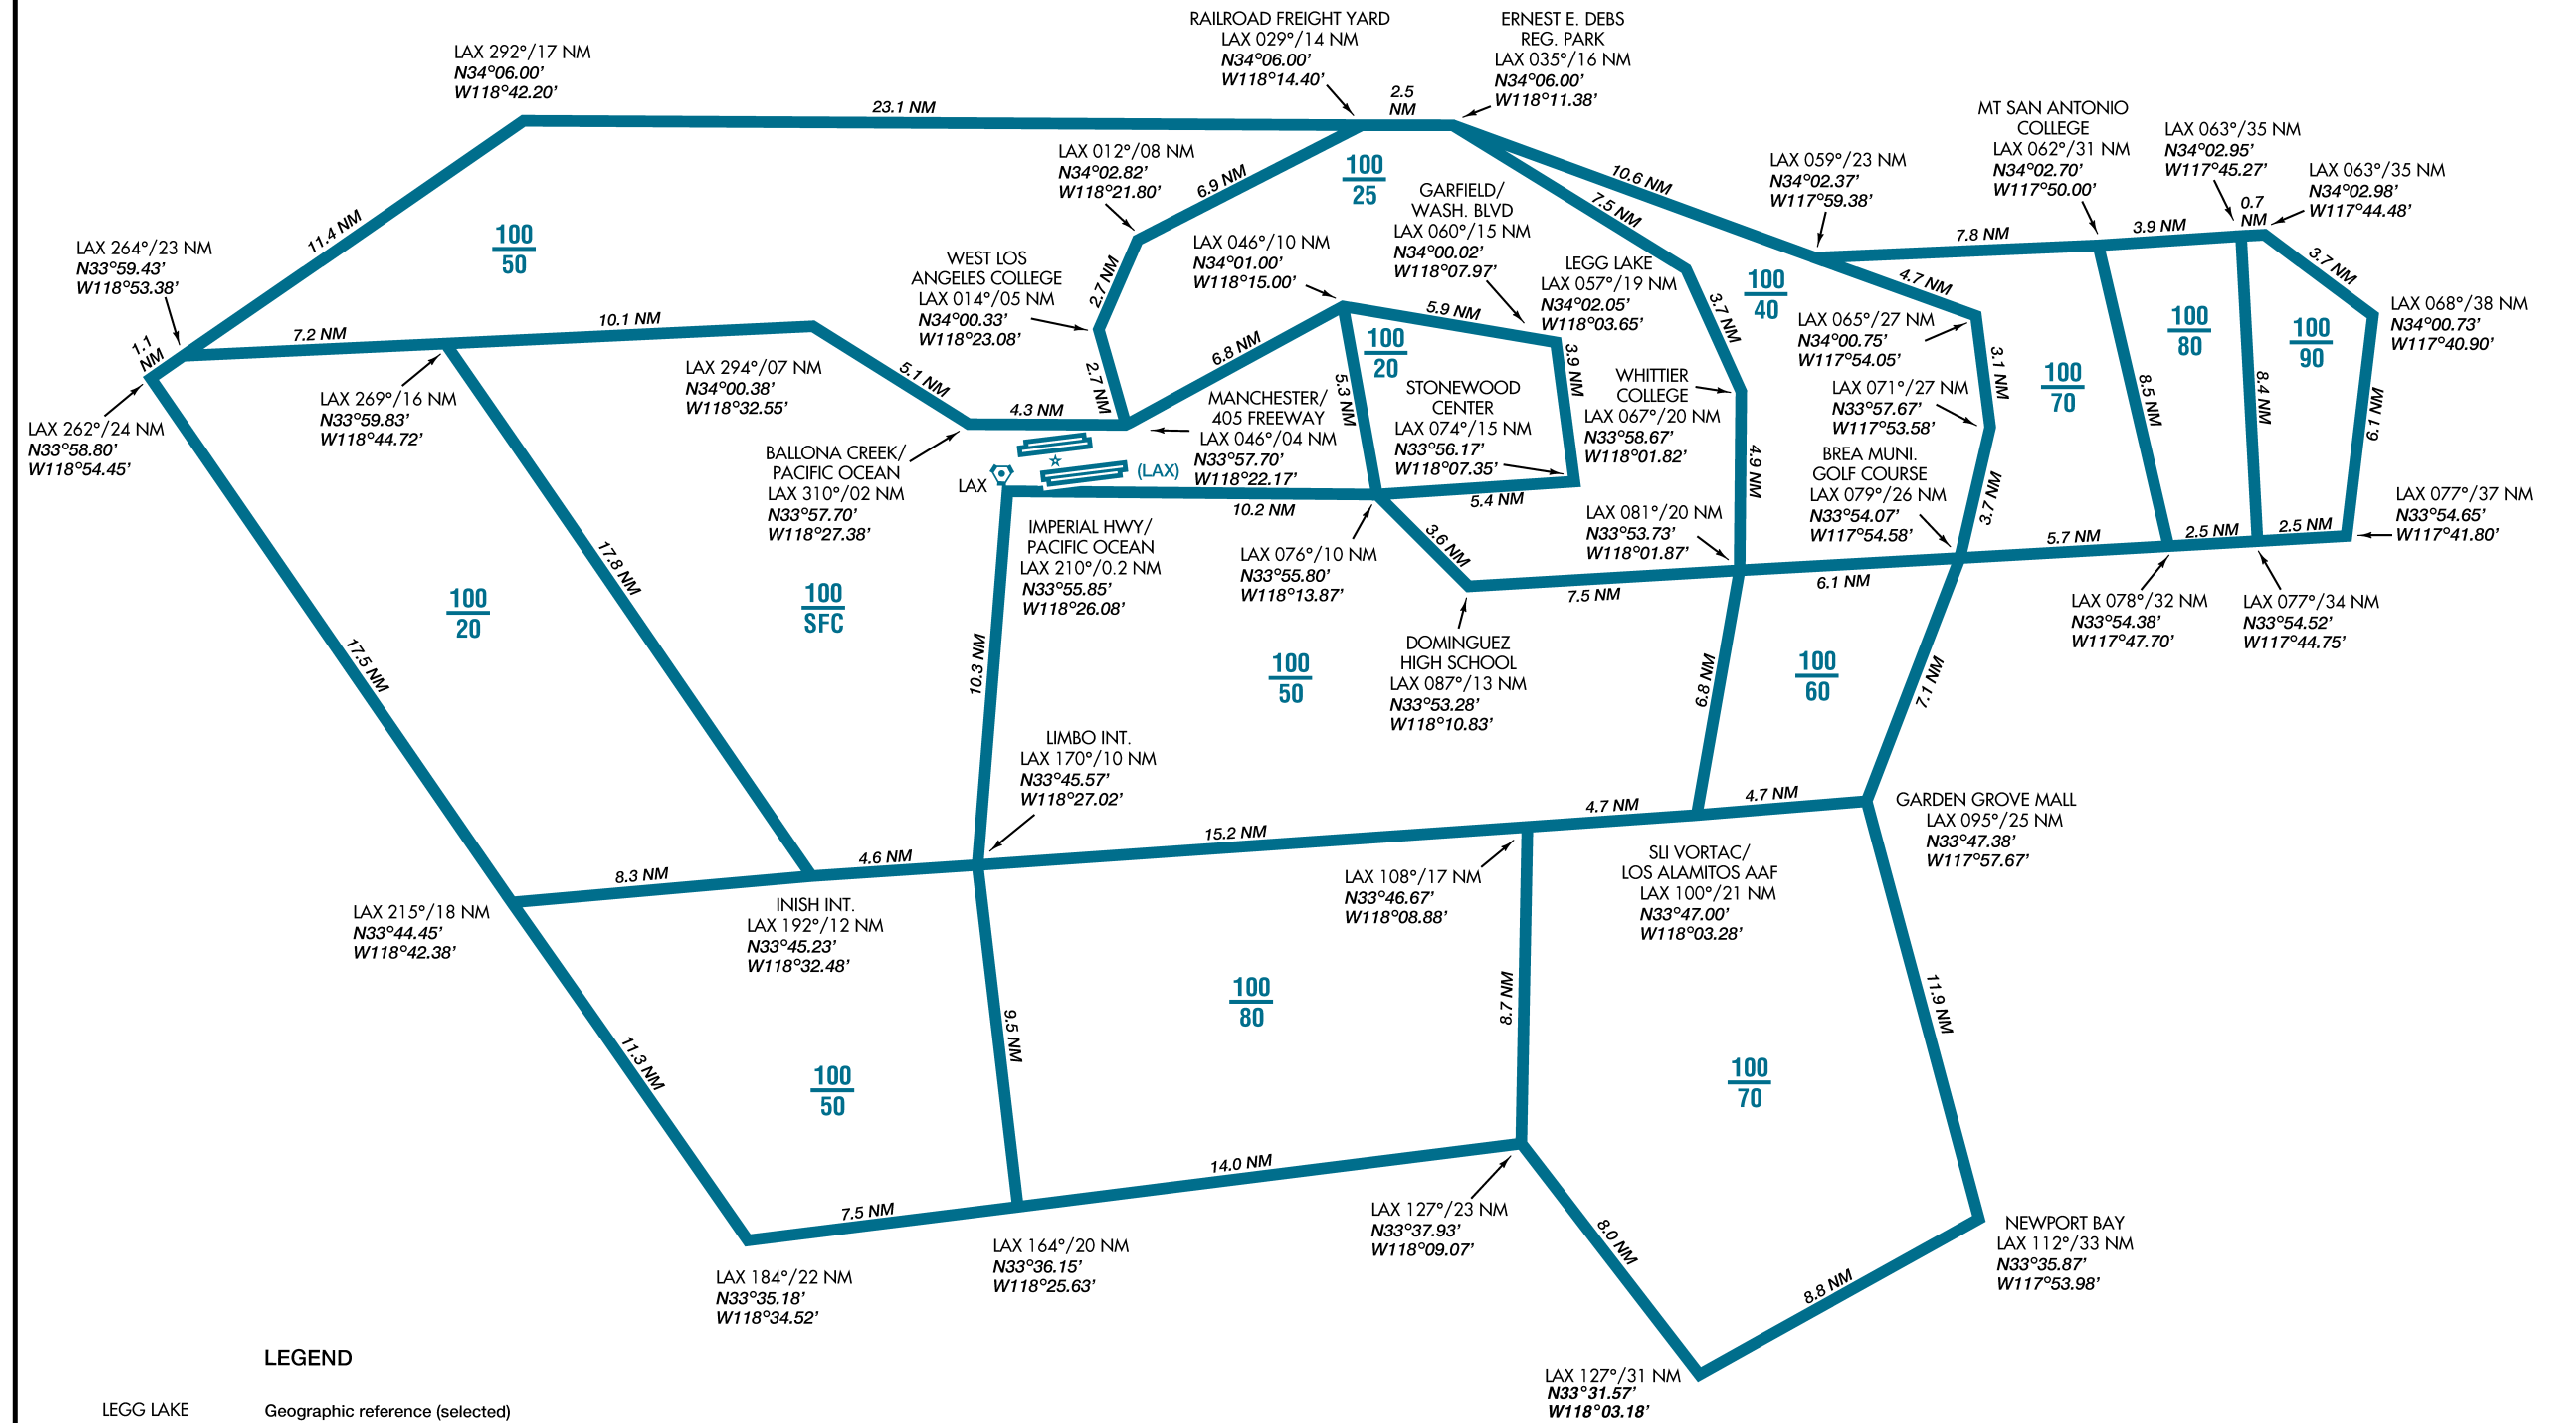 RAILROAD FREIGHT YARD
LAX 029°/14 NM
N34°06.00’
W118°14.40’
ERNEST E. DEBS
REG. PARK
LAX 035°/16 NM
N34°06.00’
W118°11.38’
LAX 292°/17 NM
N34°06.00’
W118°42.20’
23.1 NM
2.5
NM
MT SAN ANTONIO
COLLEGE
LAX 062°/31 NM
N34°02.70’
W117°50.00’
LAX 063°/35 NM
N34°02.95’
W117°45.27’
LAX 063°/35 NM
N34°02.98’
W117°44.48’
LAX 012°/08 NM
N34°02.82’
W118°21.80’
6.9 NM
100
25
GARFIELD/
WASH. BLVD
LAX 060°/15 NM
N34°00.02’
W118°07.97’
7.5 NM
10.6 NM
LAX 059°/23 NM
N34°02.37’
W117°59.38’
7.8 NM
3.9 NM
0.7
NM
3.7 NM
11.4 NM
100
50
LAX 264°/23 NM
N33°59.43’
W118°53.38’
WEST LOS
ANGELES COLLEGE
LAX 014°/05 NM
N34°00.33’
W118°23.08’
2.7 NM
LAX 046°/10 NM
N34°01.00’
W118°15.00’
LEGG LAKE
LAX 057°/19 NM
N34°02.05’
W118°03.65’
3.7 NM
100
40
4.7 NM
LAX 065°/27 NM
N34°00.75’
W117°54.05’
100
80
100
90
LAX 068°/38 NM
N34°00.73’
W117°40.90’
1.1
NM
7.2 NM
10.1 NM
5.9 NM
LAX 269°/16 NM
N33°59.83’
W118°44.72’
LAX 294°/07 NM
N34°00.38’
W118°32.55’
5.1 NM
4.3 NM
2.7 NM
6.8 NM
5.3 NM
100
20
3.9 NM
WHITTIER
COLLEGE
LAX 067°/20 NM
N33°58.67’
W118°01.82’
LAX 071°/27 NM
N33°57.67’
W117°53.58’
3.1 NM
100
70
8.5 NM
8.4 NM
6.1 NM
LAX 262°/24 NM
N33°58.80’
W118°54.45’
BALLONA CREEK/
PACIFIC OCEAN
LAX 310°/02 NM
N33°57.70’
W118°27.38’
MANCHESTER/
405 FREEWAY
LAX 046°/04 NM
N33°57.70’
W118°22.17’
STONEWOOD
CENTER
LAX 074°/15 NM
N33°56.17’
W118°07.35’
4.9 NM
BREA MUNI.
GOLF COURSE
LAX 079°/26 NM
N33°54.07’
W117°54.58’
3.7 NM
LAX
(LAX)
10.2 NM
5.4 NM
LAX 077°/37 NM
N33°54.65’
W117°41.80’
IMPERIAL HWY/
PACIFIC OCEAN
LAX 210°/0.2 NM
N33°55.85’
W118°26.08’
LAX 076°/10 NM
N33°55.80’
W118°13.87’
3.6 NM
LAX 081°/20 NM
N33°53.73’
W118°01.87’
7.5 NM
6.1 NM
5.7 NM
2.5 NM
2.5 NM
LAX 078°/32 NM
N33°54.38’
W117°47.70’
LAX 077°/34 NM
N33°54.52’
W117°44.75’
17.8 NM
100
20
100
SFC
17.5 NM
10.3 NM
100
50
DOMINGUEZ
HIGH SCHOOL
LAX 087°/13 NM
N33°53.28’
W118°10.83’
6.8 NM
100
60
7.1 NM
LIMBO INT.
LAX 170°/10 NM
N33°45.57’
W118°27.02’
15.2 NM
4.7 NM
4.7 NM
GARDEN GROVE MALL
LAX 095°/25 NM
N33°47.38’
W117°57.67’
8.3 NM
4.6 NM
LAX 215°/18 NM
N33°44.45’
W118°42.38’
INISH INT.
LAX 192°/12 NM
N33°45.23’
W118°32.48’
LAX 108°/17 NM
N33°46.67’
W118°08.88’
SLI VORTAC/
LOS ALAMITOS AAF
LAX 100°/21 NM
N33°47.00’
W118°03.28’
11.3 NM
9.5 NM
100
80
8.7 NM
11.9 NM
100
50
100
70
7.5 NM
14.0 NM
LAX 184°/22 NM
N33°35.18’
W118°34.52’
LAX 164°/20 NM
N33°36.15’
W118°25.63’
LAX 127°/23 NM
N33°37.93’
W118°09.07’
8.0 NM
8.8 NM
NEWPORT BAY
LAX 112°/33 NM
N33°35.87’
W117°53.98’
LAX 127°/31 NM
N33°31.57’
W118°03.18’
LEGEND
LEGG LAKE
Geographic reference (selected)